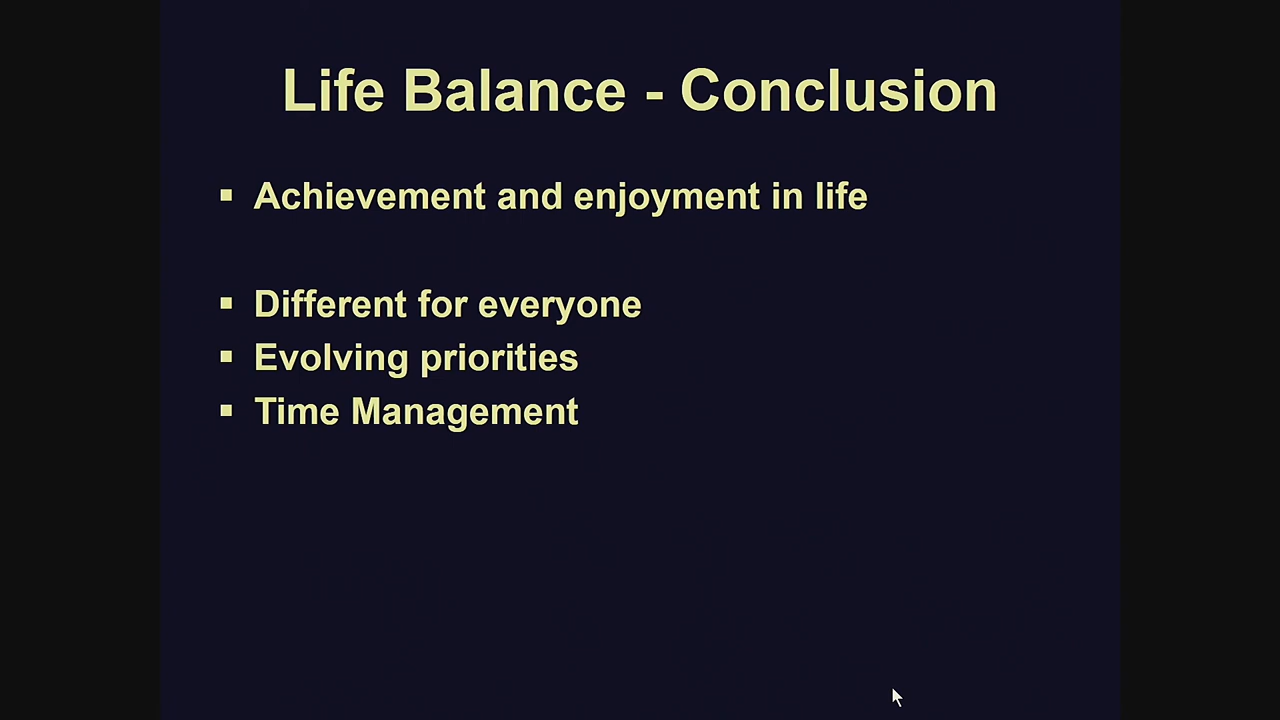 Life Balance - Conclusion
▪ Achievement and enjoyment in life
▪ Different for everyone
▪ Evolving priorities
▪ Time Management